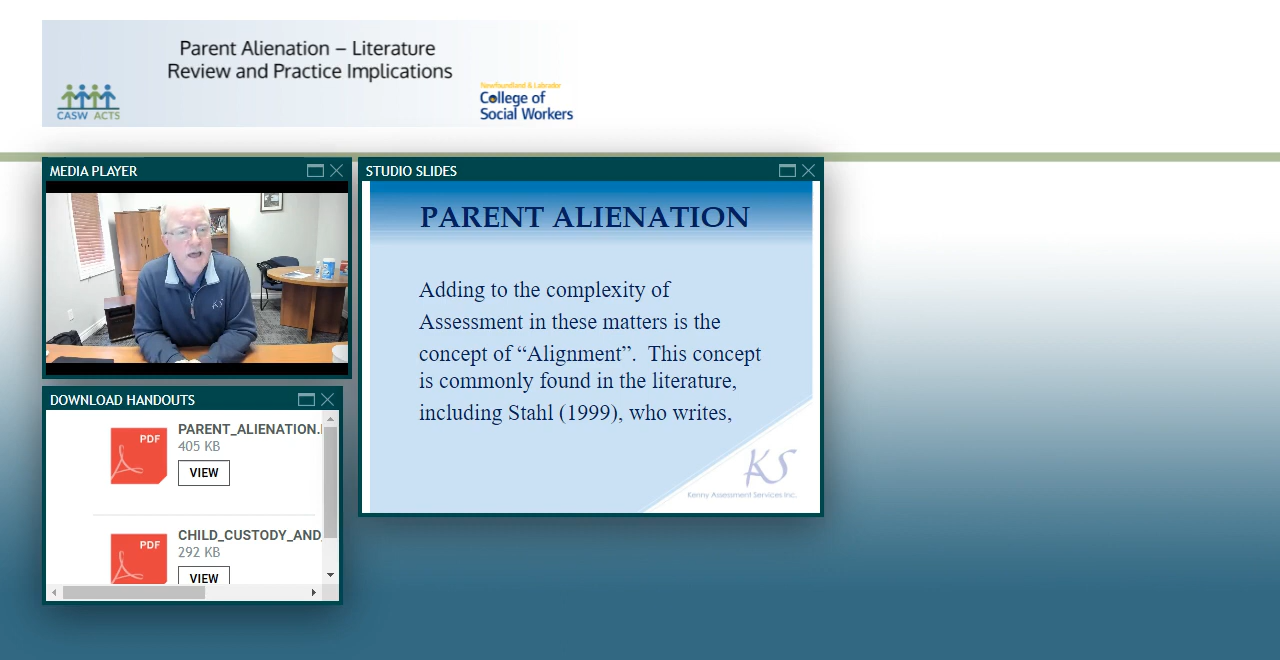 Parent Alienation – Literature
Review and Practice Implications
CASW ACTS
Newfoundland & Labrador
College of
Social Workers
MEDIA PLAYER
KS
STUDIO SLIDES
PARENT ALIENATION
Adding to the complexity of
Assessment in these matters is the
concept of “Alignment”. This concept
is commonly found in the literature,
including Stahl (1999), who writes,
KS
Kenny Assessment Services Inc.
DOWNLOAD HANDOUTS
PDF
PARENT_ALIENATION.
405 KB
VIEW
PDF
CHILD_CUSTODY_AND
292 KB
VIEW